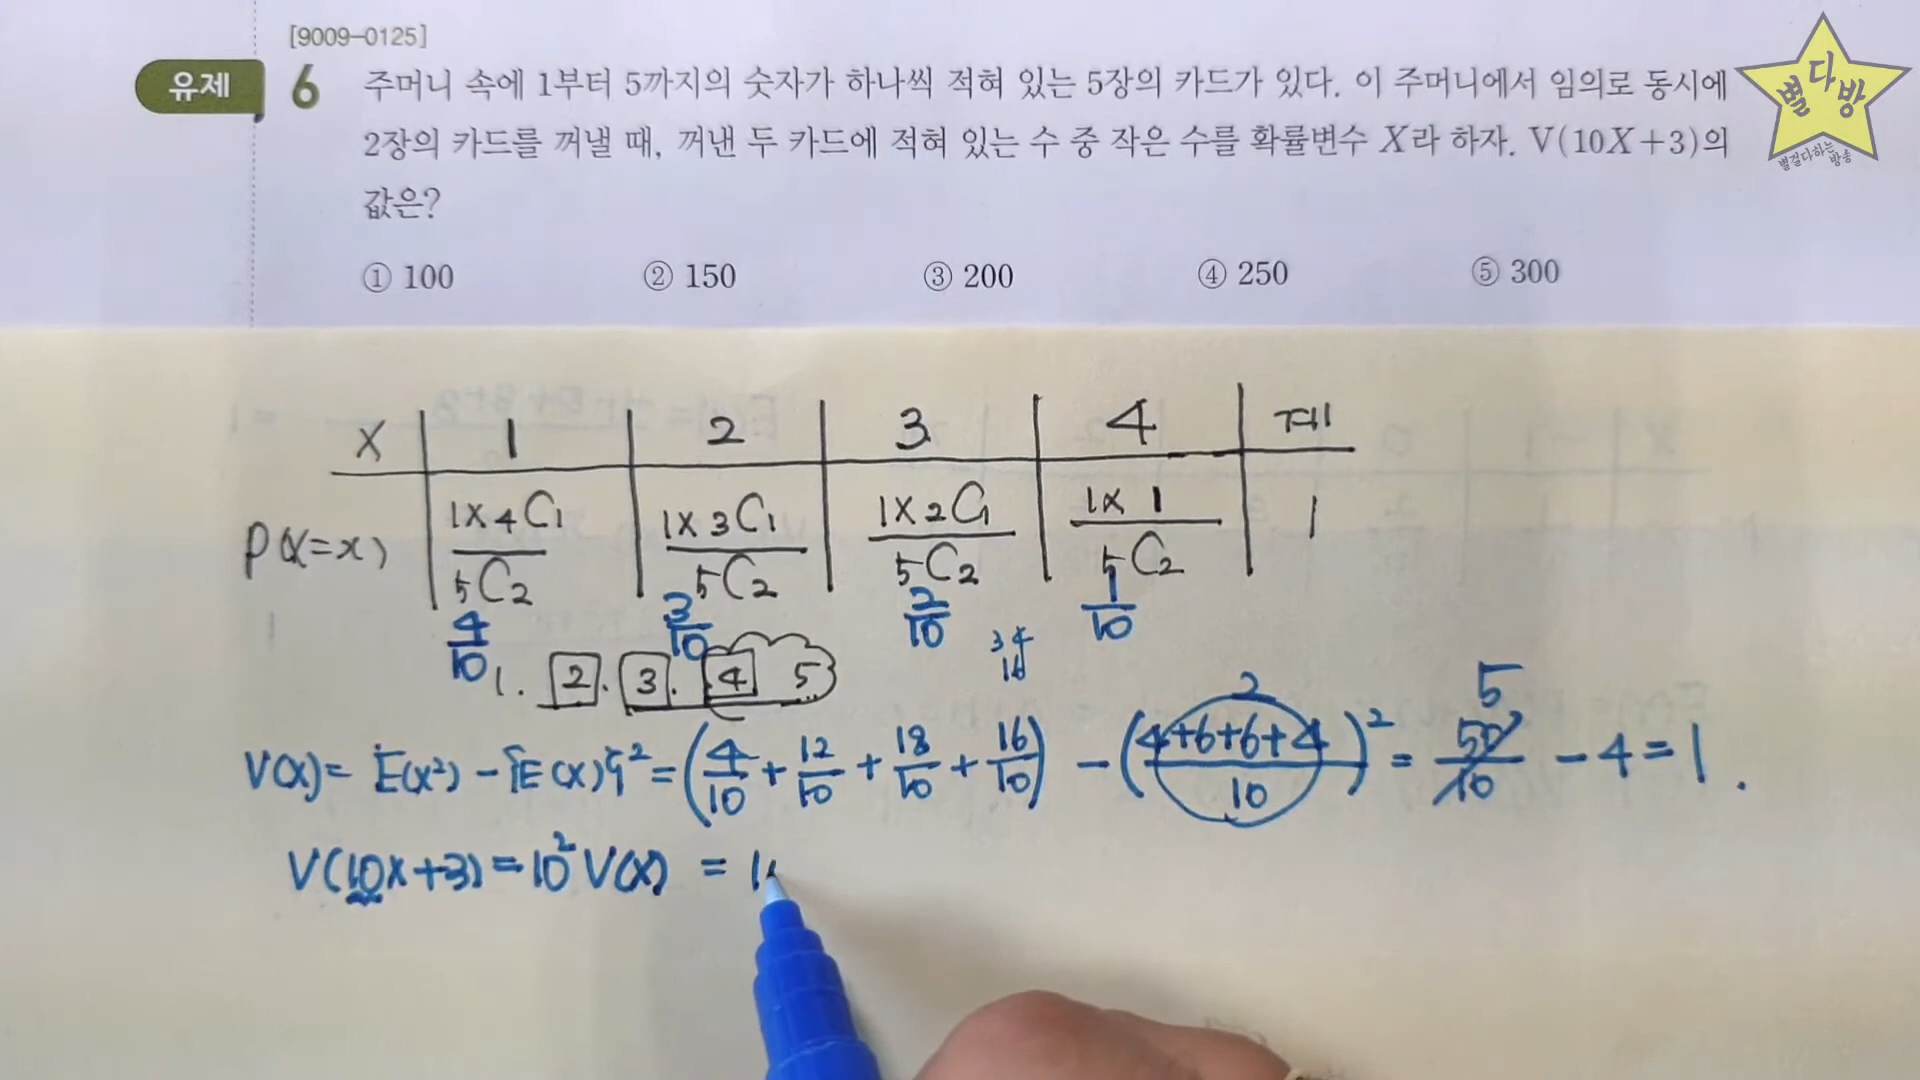 [9009-0125]
유제 6 주머니 속에 1부터 5까지의 숫자가 하나씩 적혀 있는 5장의 카드가 있다. 이 주머니에서 임의로 동시에
2장의 카드를 꺼낼 때, 꺼낸 두 카드에 적혀 있는 수 중 작은 수를 확률변수 X라 하자. V(10X+3)의
값은?
① 100 ② 150 ③ 200 ④ 250 ⑤ 300
별다방
별걸다하는방송
X 1 2 3 4 계
P(X=x) 1×4C1/5C2 1×3C1/5C2 1×2C1/5C2 1×1/5C2 1
4/10 3/10 2/10 1/10
34
16
1. 2. 3. 4 5
2 5
V(X)= E(X²) - {E(X)}² = (4/10 + 12/10 + 18/10 + 16/10) - (4+6+6+4/10)² = 50/10 - 4 = 1.
V(10X+3) = 10² V(X) = 1